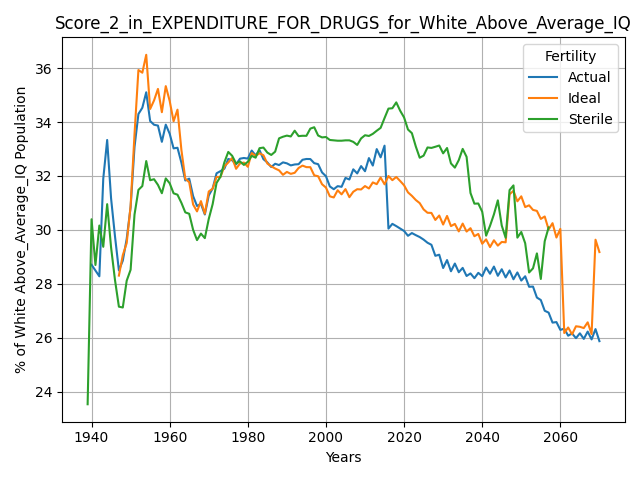 Score_2_in_EXPENDITURE_FOR_DRUGS_for_White_Above_Average_IQ
Fertility
Actual
Ideal
Sterile
% of White Above_Average_IQ Population
36
34
32
30
28
26
24
1940
1960
1980
2000
2020
2040
2060
Years